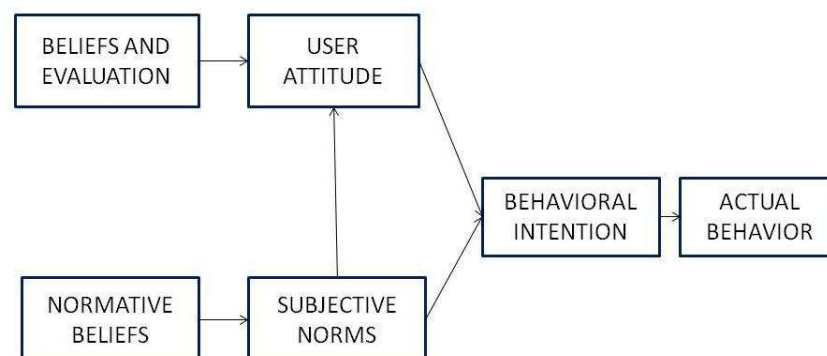 BELIEFS AND
EVALUATION
USER
ATTITUDE
BEHAVIORAL
INTENTION
ACTUAL
BEHAVIOR
NORMATIVE
BELIEFS
SUBJECTIVE
NORMS